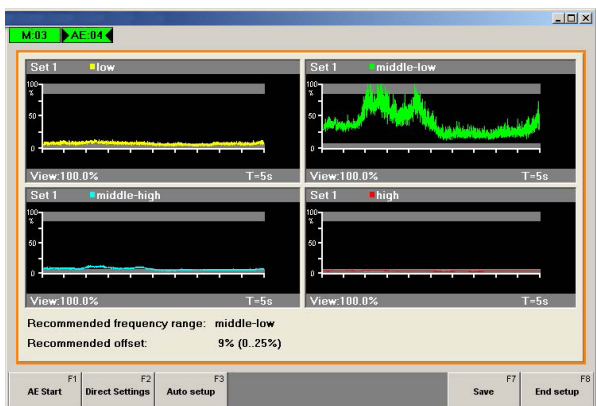 M:03 AE:04
Set 1 low
100
%
50
0
View:100.0% T=5s
Set 1 middle-low
100
%
50
0
View:100.0% T=5s
Set 1 middle-high
100
%
50
0
View:100.0% T=5s
Set 1 high
100
%
50
0
View:100.0% T=5s
Recommended frequency range: middle-low
Recommended offset: 9% (0..25%)
F1 F2 F3 F7 F8
AE Start Direct Settings Auto setup Save End setup